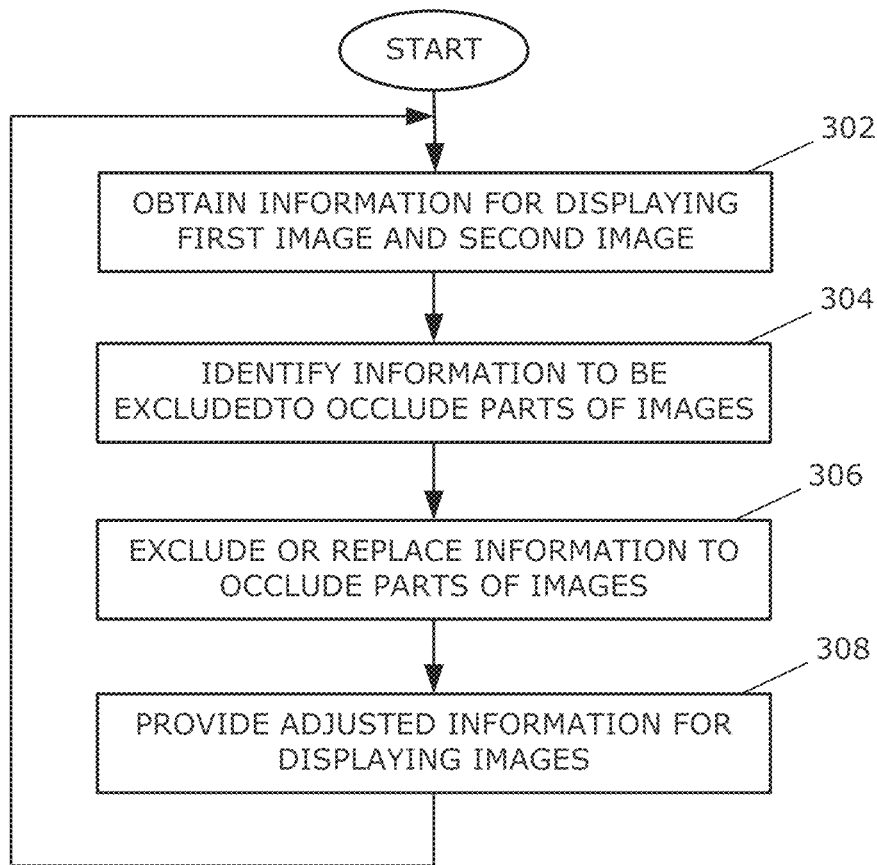 START
302
OBTAIN INFORMATION FOR DISPLAYING
FIRST IMAGE AND SECOND IMAGE
304
IDENTIFY INFORMATION TO BE
EXCLUDEDTO OCCLUDE PARTS OF IMAGES
306
EXCLUDE OR REPLACE INFORMATION TO
OCCLUDE PARTS OF IMAGES
308
PROVIDE ADJUSTED INFORMATION FOR
DISPLAYING IMAGES